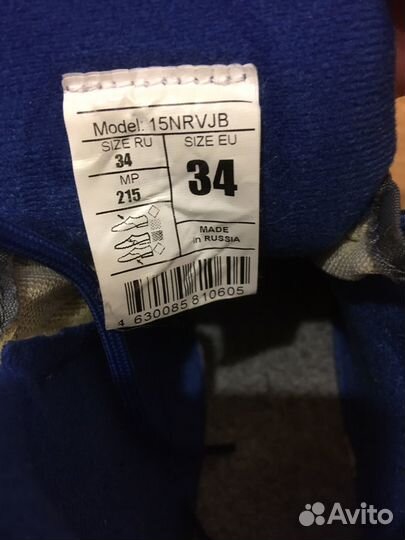 Model: 15NRVJB
SIZE RU
SIZE EU
34
34
MP
215
MADE
in RUSSIA
4 630085 810605
Avito